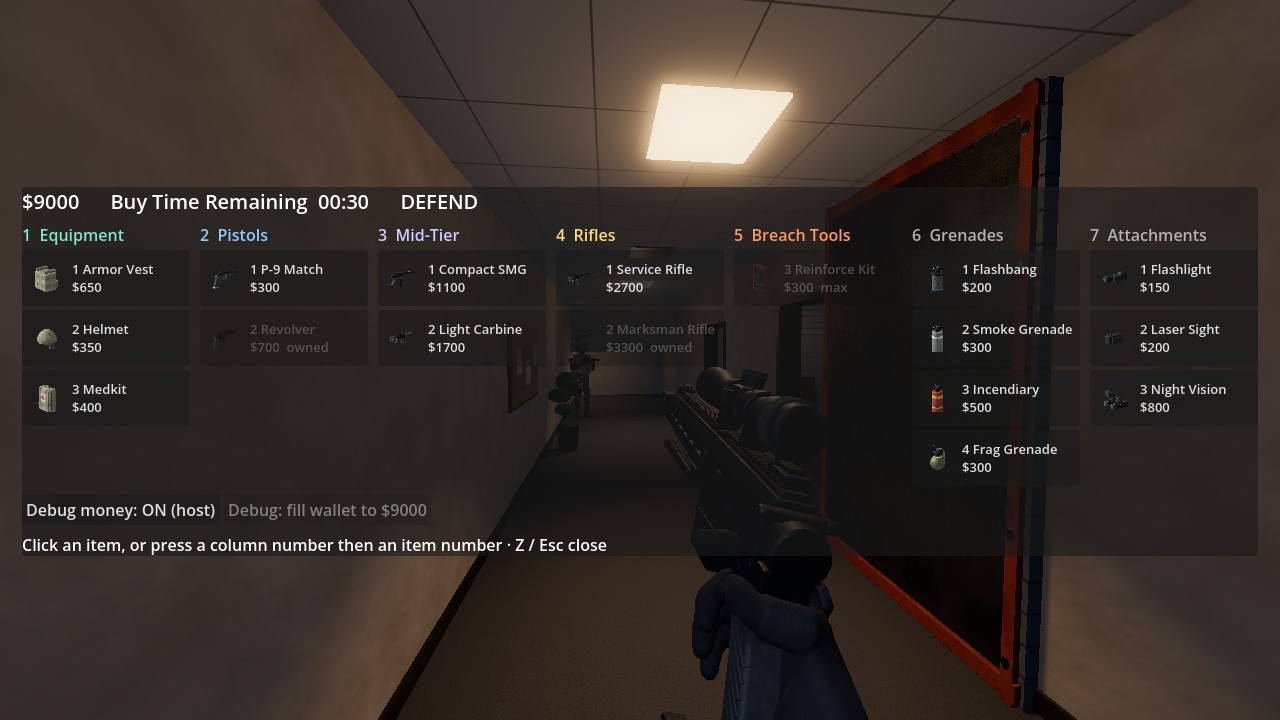 $9000 Buy Time Remaining 00:30 DEFEND
1 Equipment
1 Armor Vest
$650
2 Helmet
$350
3 Medkit
$400
2 Pistols
1 P-9 Match
$300
2 Revolver
$700 owned
3 Mid-Tier
1 Compact SMG
$1100
2 Light Carbine
$1700
4 Rifles
1 Service Rifle
$2700
2 Marksman Rifle
$3300 owned
5 Breach Tools
3 Reinforce Kit
$300 max
6 Grenades
1 Flashbang
$200
2 Smoke Grenade
$300
3 Incendiary
$500
4 Frag Grenade
$300
7 Attachments
1 Flashlight
$150
2 Laser Sight
$200
3 Night Vision
$800
Debug money: ON (host) Debug: fill wallet to $9000
Click an item, or press a column number then an item number · Z / Esc close